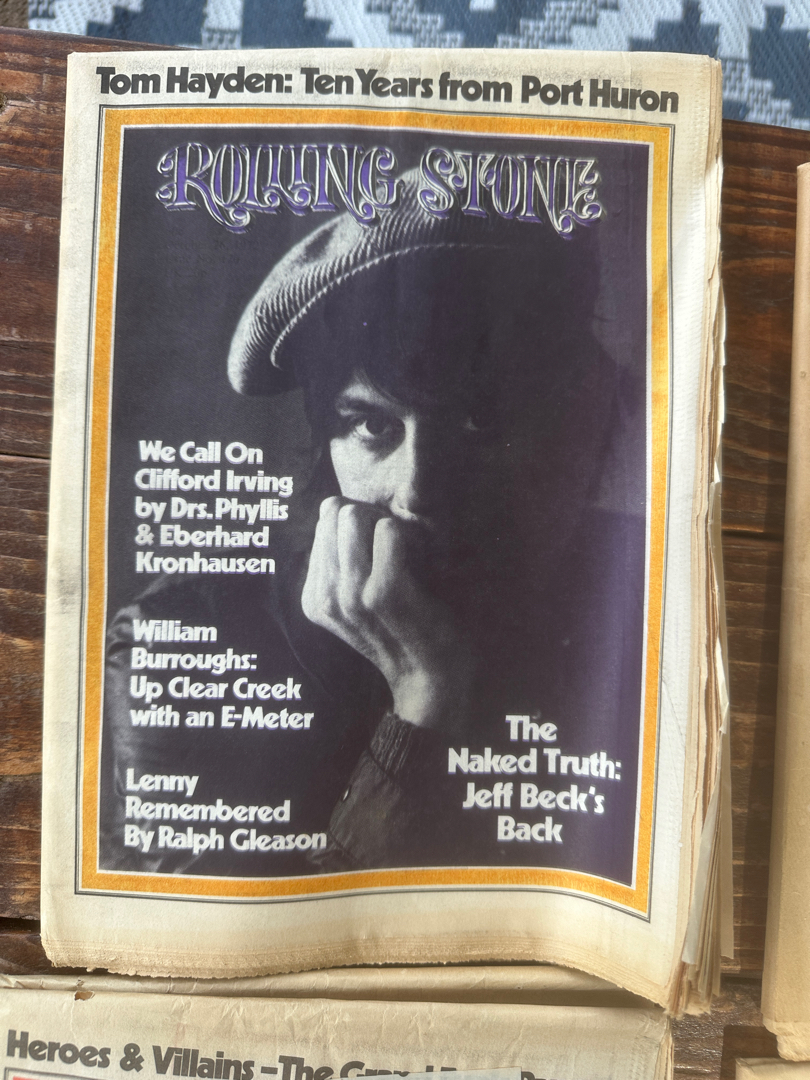 Tom Hayden: Ten Years from Port Huron
ROLLING STONE
We Call On
Clifford Irving
by Drs. Phyllis
& Eberhard
Kronhausen
William
Burroughs:
Up Clear Creek
with an E-Meter
Lenny
Remembered
By Ralph Gleason
The
Naked Truth:
Jeff Beck's
Back
Heroes & Villains – The